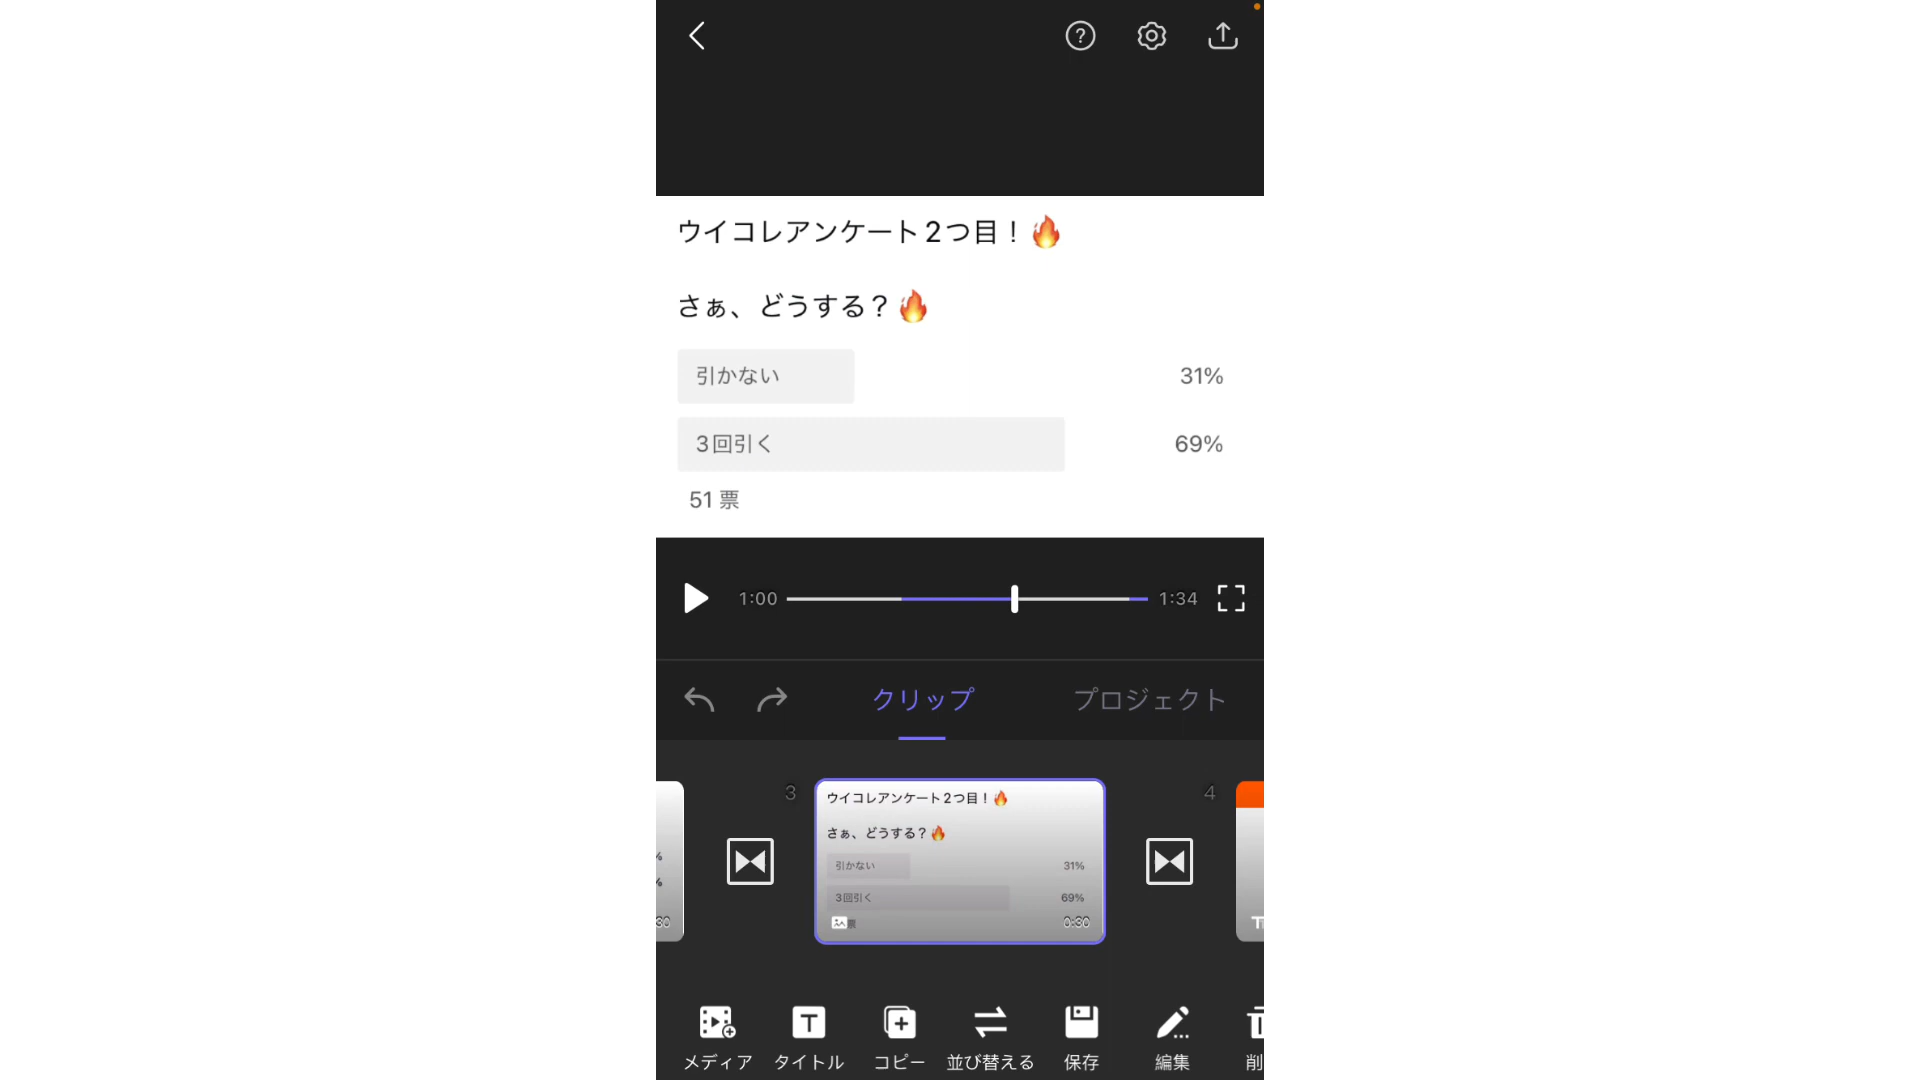 ウイコレアンケート2つ目！🔥
さぁ、どうする？🔥
引かない 31%
3回引く 69%
51 票
1:00 1:34
クリップ プロジェクト
3 4
ウイコレアンケート2つ目！🔥
さぁ、どうする？🔥
引かない 31%
3回引く 69%
票 0:30
メディア タイトル コピー 並び替える 保存 編集 削